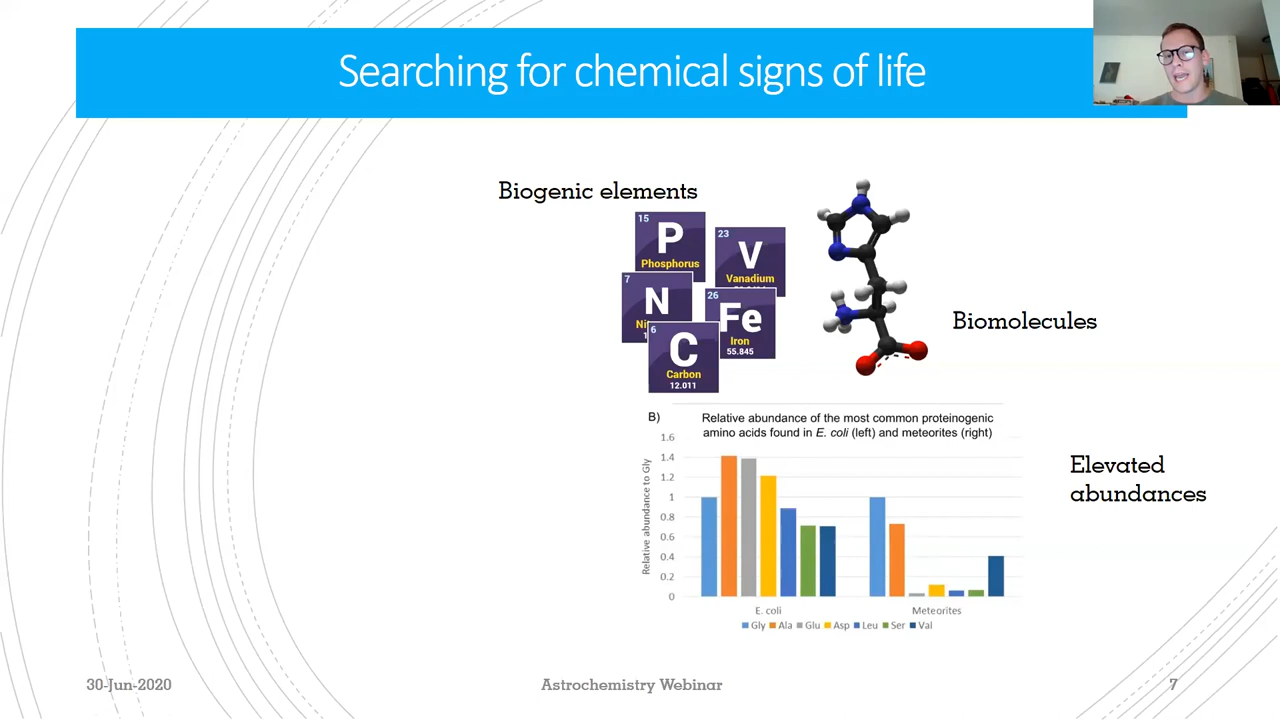 Searching for chemical signs of life
Biogenic elements
15
P
Phosphorus
23
V
Vanadium
7
N
26
Fe
Iron
55.845
6
C
Carbon
12.011
Biomolecules
B)
Relative abundance of the most common proteinogenic
amino acids found in E. coli (left) and meteorites (right)
Relative abundance to Gly
1.6
1.4
1.2
1
0.8
0.6
0.4
0.2
0
E. coli
Meteorites
Gly Ala Glu Asp Leu Ser Val
Elevated
abundances
30-Jun-2020
Astrochemistry Webinar
7